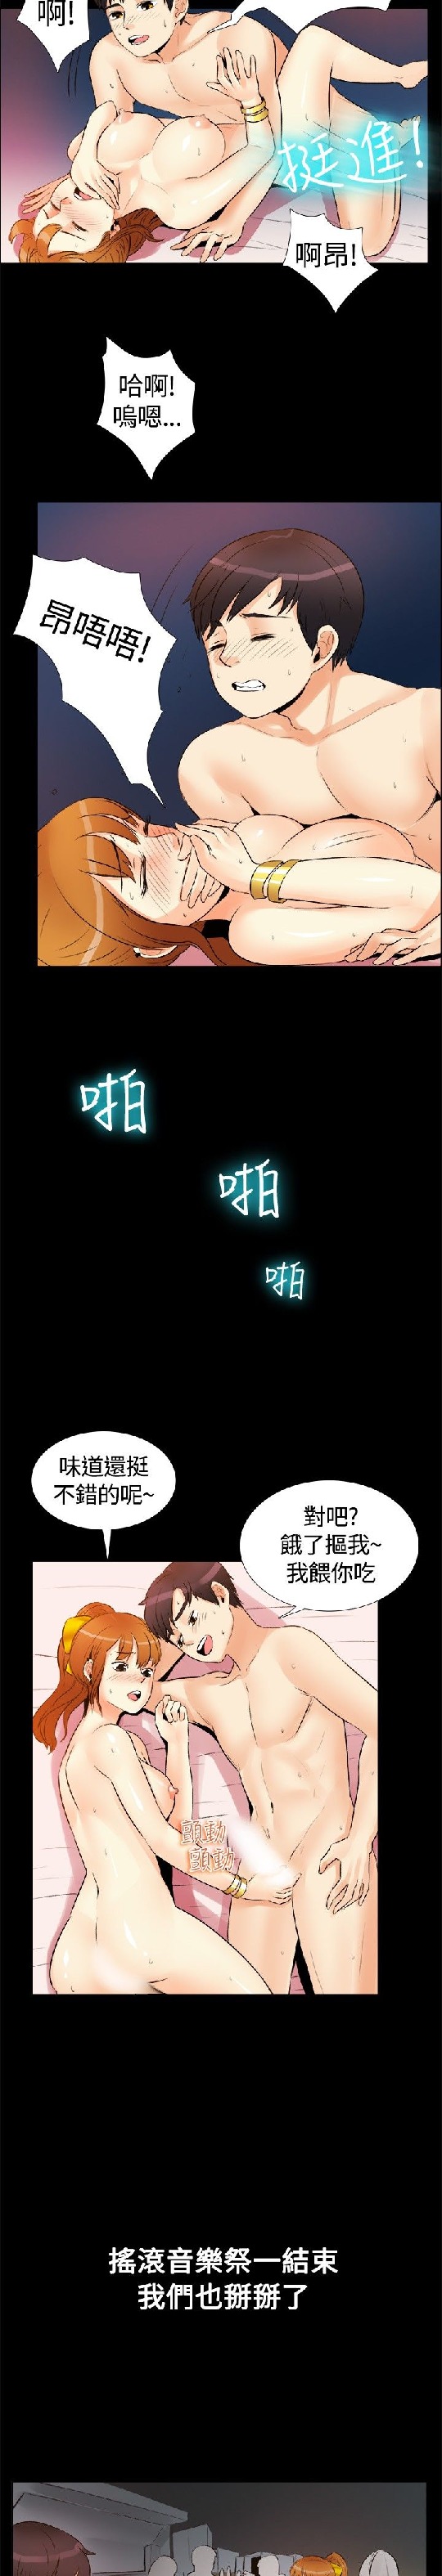 啊!
挺進!
啊昂!
哈啊!
嗚嗯...
昂唔唔!
啪
啪
啪
味道還挺
不錯的呢~
對吧?
餓了摳我~
我餵你吃
顫動
顫動
搖滾音樂祭一結束
我們也掰掰了